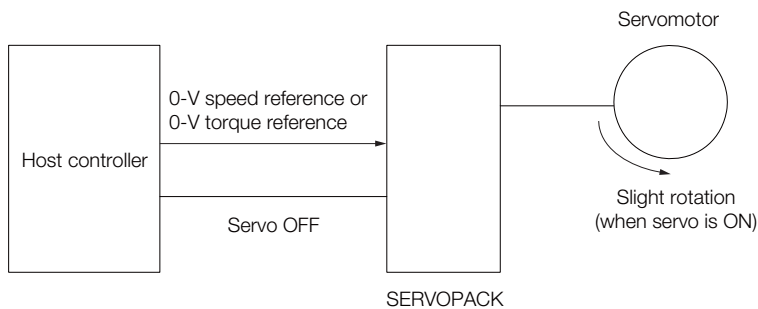 Servomotor
0-V speed reference or
0-V torque reference
Host controller
Slight rotation
(when servo is ON)
Servo OFF
SERVOPACK